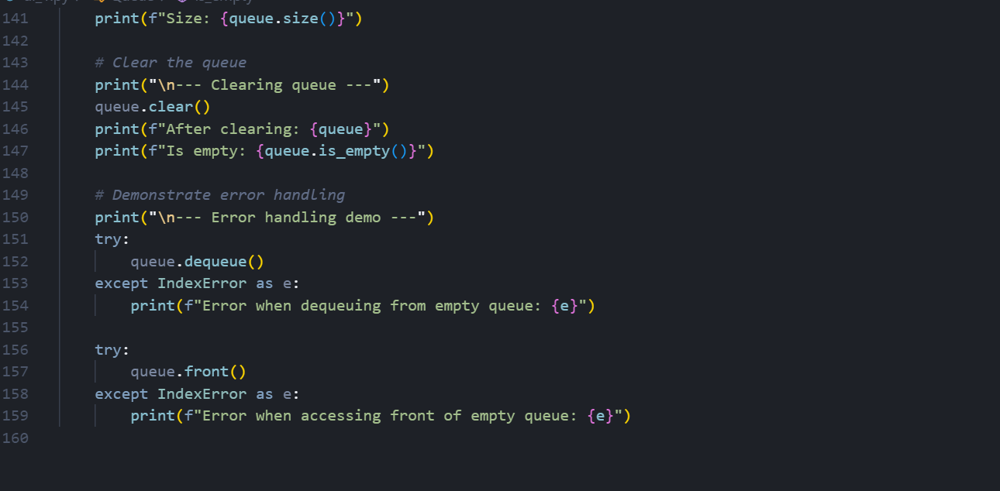 141 print(f"Size: {queue.size()}")
142
143 # Clear the queue
144 print("\n--- Clearing queue ---")
145 queue.clear()
146 print(f"After clearing: {queue}")
147 print(f"Is empty: {queue.is_empty()}")
148
149 # Demonstrate error handling
150 print("\n--- Error handling demo ---")
151 try:
152 queue.dequeue()
153 except IndexError as e:
154 print(f"Error when dequeuing from empty queue: {e}")
155
156 try:
157 queue.front()
158 except IndexError as e:
159 print(f"Error when accessing front of empty queue: {e}")
160